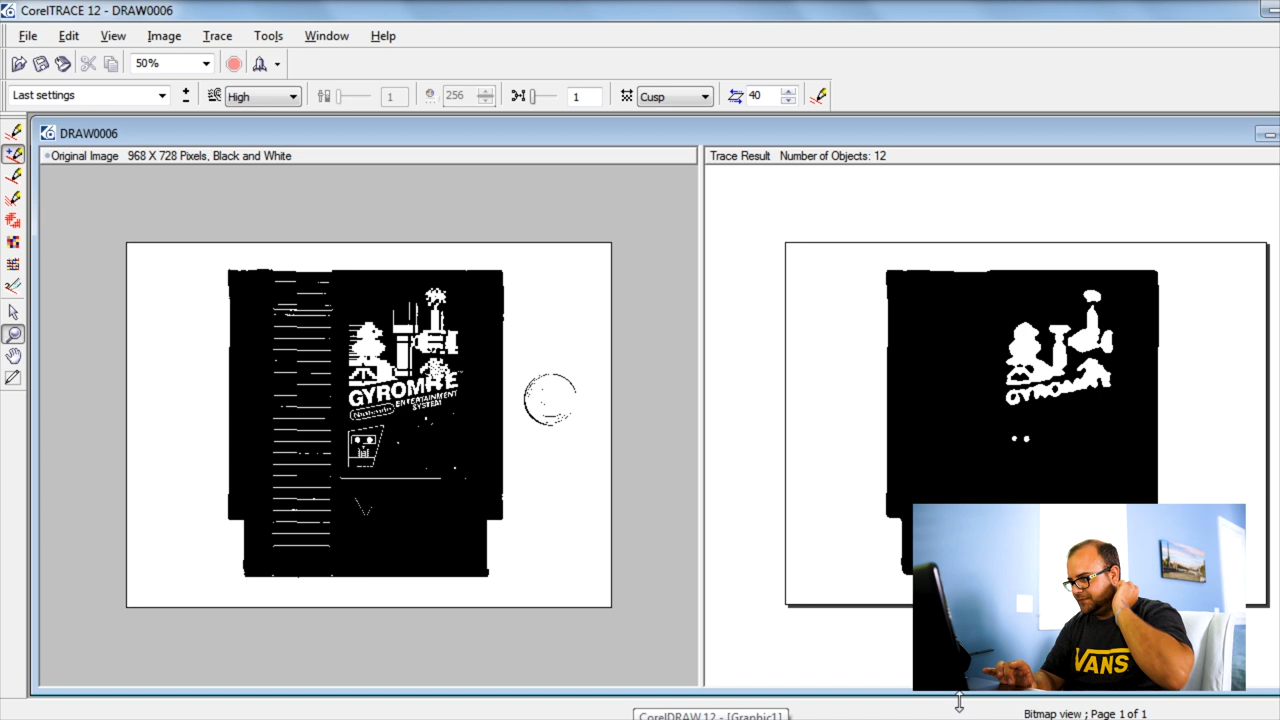 CorelTRACE 12 - DRAW0006
File Edit View Image Trace Tools Window Help
50%
Last settings High 1 256 1 Cusp 40
DRAW0006
Original Image 968 X 728 Pixels, Black and White
Trace Result Number of Objects: 12
GYROMITE
Nintendo
ENTERTAINMENT
SYSTEM
GYROMIT
VANS
CorelDRAW 12 - [Graphic1]
Bitmap view ; Page 1 of 1